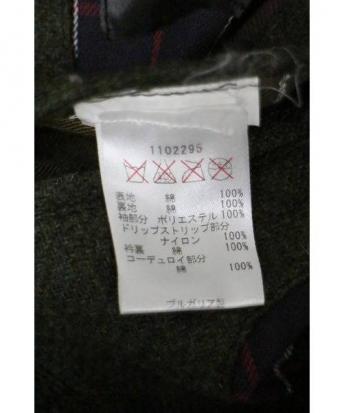 1102295
表地 綿 100%
裏地 綿 100%
袖部分 ポリエステル 100%
ドリップストリップ部分
ナイロン 100%
衿裏 綿 100%
コーデュロイ部分
綿 100%
ブルガリア製